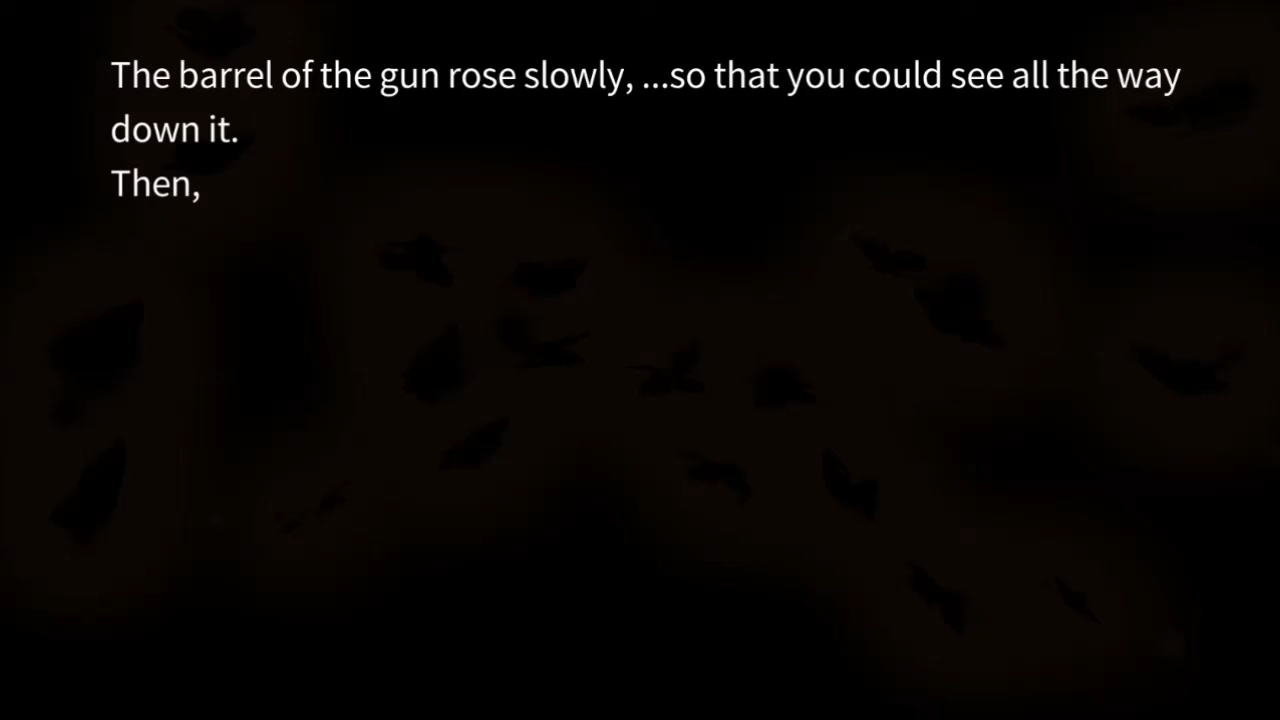 The barrel of the gun rose slowly, ...so that you could see all the way
down it.
Then,